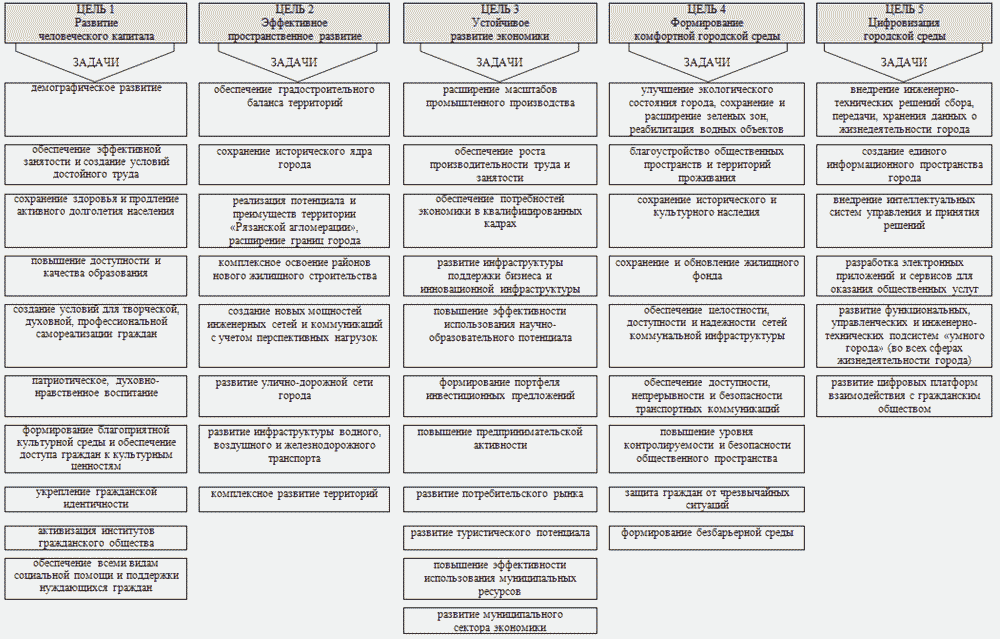 ЦЕЛЬ 1
Развитие
человеческого капитала
ЗАДАЧИ
демографическое развитие
обеспечение эффективной
занятости и создание условий
достойного труда
сохранение здоровья и продление
активного долголетия населения
повышение доступности и
качества образования
создание условий для творческой,
духовной, профессиональной
самореализации граждан
патриотическое, духовно-
нравственное воспитание
формирование благоприятной
культурной среды и обеспечение
доступа граждан к культурным
ценностям
укрепление гражданской
идентичности
активизация институтов
гражданского общества
обеспечение всеми видам
социальной помощи и поддержки
нуждающихся граждан
ЦЕЛЬ 2
Эффективное
пространственное развитие
ЗАДАЧИ
обеспечение градостроительного
баланса территорий
сохранение исторического ядра
города
реализация потенциала и
преимуществ территории
«Рязанской агломерации»,
расширение границ города
комплексное освоение районов
нового жилищного строительства
создание новых мощностей
инженерных сетей и коммуникаций
с учетом перспективных нагрузок
развитие улично-дорожной сети
города
развитие инфраструктуры водного,
воздушного и железнодорожного
транспорта
комплексное развитие территорий
ЦЕЛЬ 3
Устойчивое
развитие экономики
ЗАДАЧИ
расширение масштабов
промышленного производства
обеспечение роста
производительности труда и
занятости
обеспечение потребностей
экономики в квалифицированных
кадрах
развитие инфраструктуры
поддержки бизнеса и
инновационной инфраструктуры
повышение эффективности
использования научно-
образовательного потенциала
формирование портфеля
инвестиционных предложений
повышение предпринимательской
активности
развитие потребительского рынка
развитие туристического потенциала
повышение эффективности
использования муниципальных
ресурсов
развитие муниципального
сектора экономики
ЦЕЛЬ 4
Формирование
комфортной городской среды
ЗАДАЧИ
улучшение экологического
состояния города, сохранение и
расширение зеленых зон,
реабилитация водных объектов
благоустройство общественных
пространств и территорий
проживания
сохранение исторического и
культурного наследия
сохранение и обновление жилищного
фонда
обеспечение целостности,
доступности и надежности сетей
коммунальной инфраструктуры
обеспечение доступности,
непрерывности и безопасности
транспортных коммуникаций
повышение уровня
контролируемости и безопасности
общественного пространства
защита граждан от чрезвычайных
ситуаций
формирование безбарьерной среды
ЦЕЛЬ 5
Цифровизация
городской среды
ЗАДАЧИ
внедрение инженерно-
технических решений сбора,
передачи, хранения данных о
жизнедеятельности города
создание единого
информационного пространства
города
внедрение интеллектуальных
систем управления и принятия
решений
разработка электронных
приложений и сервисов для
оказания общественных услуг
развитие функциональных,
управленческих и инженерно-
технических подсистем «умного
города» (во всех сферах
жизнедеятельности города)
развитие цифровых платформ
взаимодействия с гражданским
обществом